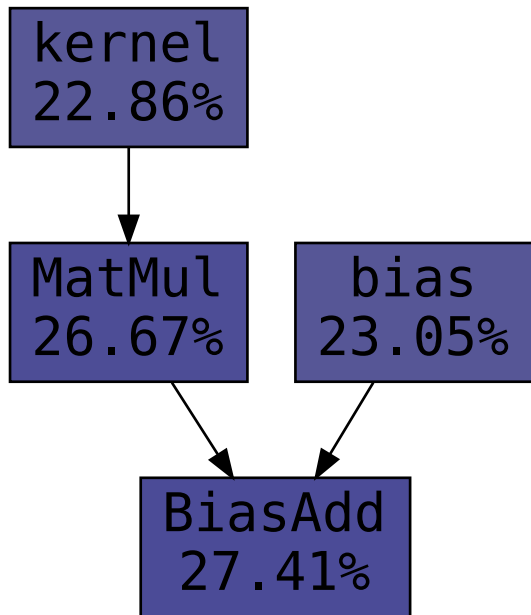 kernel
22.86%
MatMul
26.67%
bias
23.05%
BiasAdd
27.41%